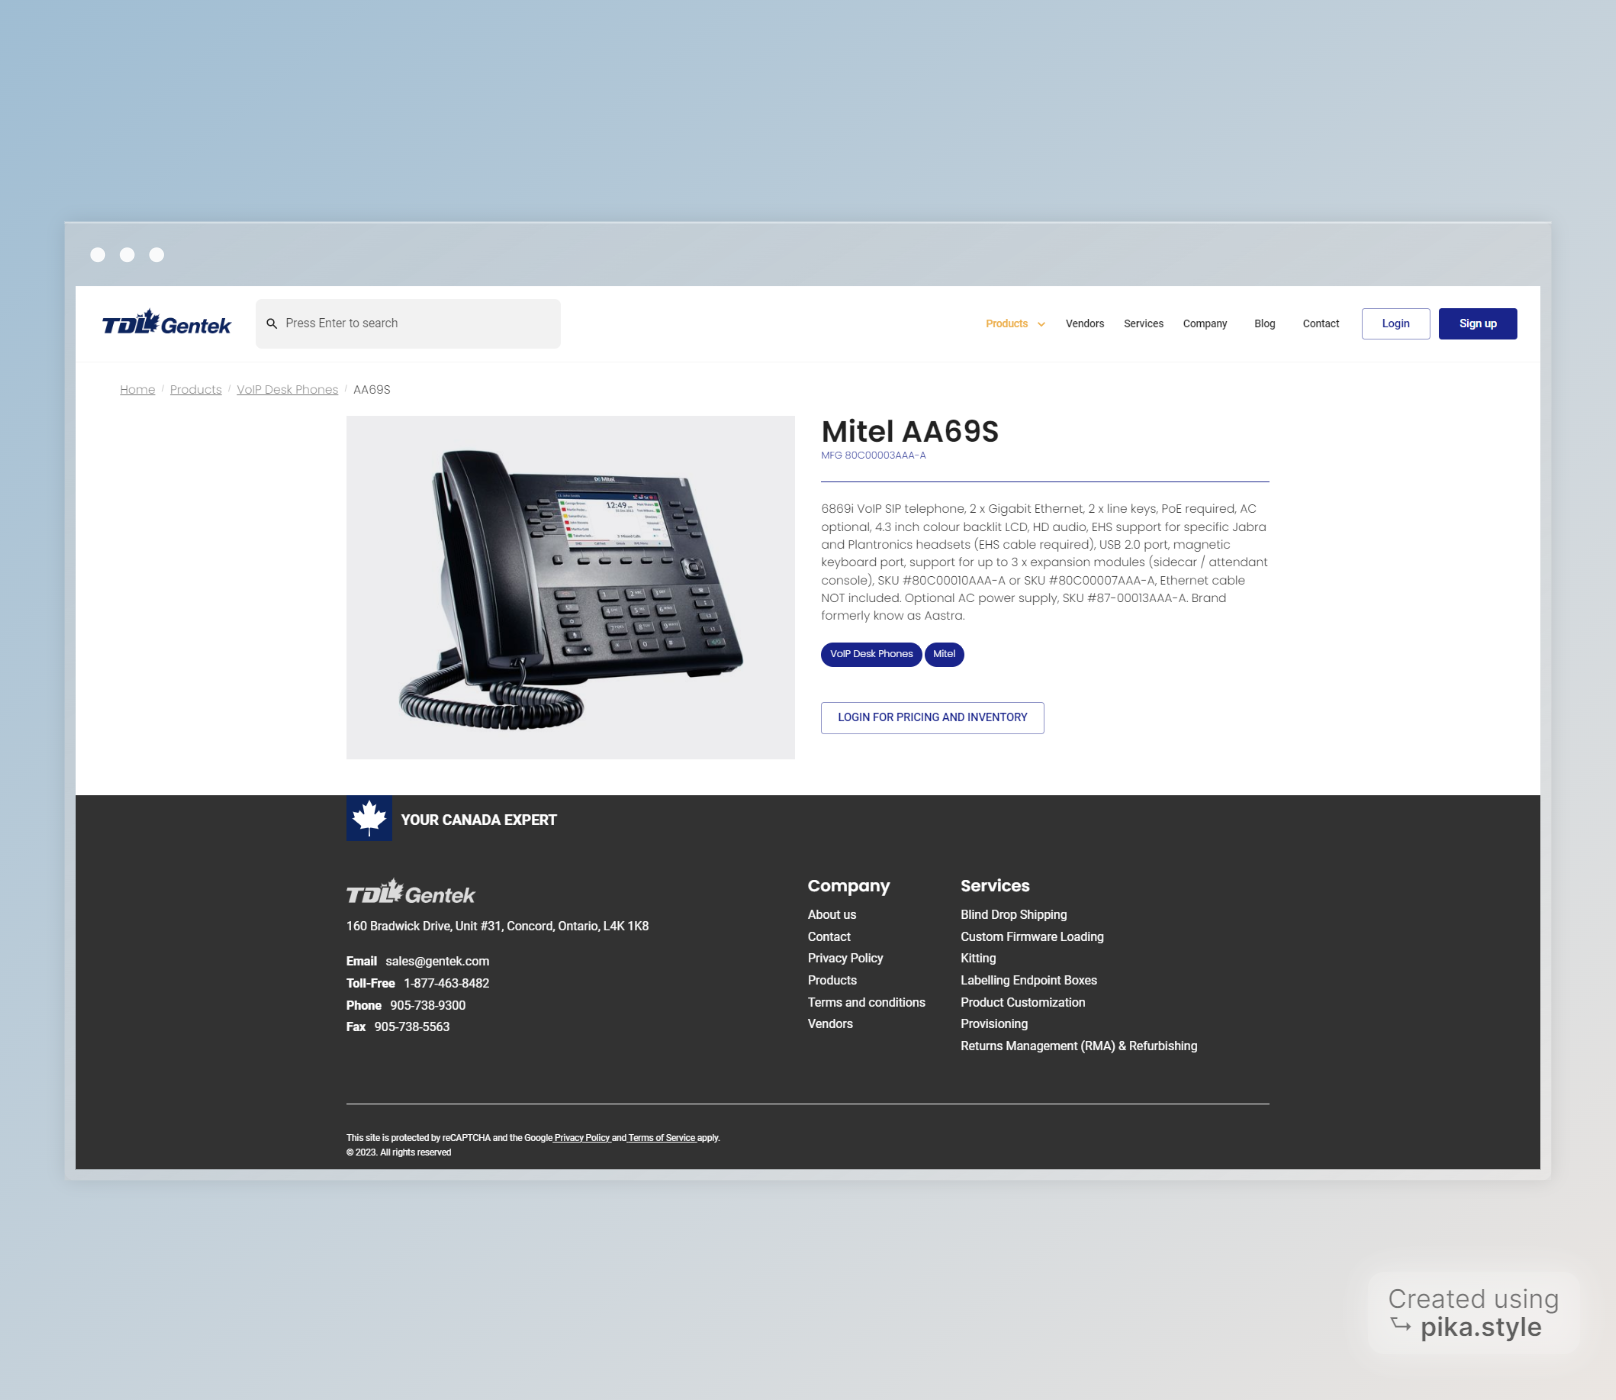 TDL Gentek
Press Enter to search
Products
Vendors
Services
Company
Blog
Contact
Login
Sign up
Home / Products / VoIP Desk Phones / AA69S
Mitel
12:49
Mitel AA69S
MFG 80C00003AAA-A
6869i VoIP SIP telephone, 2 x Gigabit Ethernet, 2 x line keys, PoE required, AC
optional, 4.3 inch colour backlit LCD, HD audio, EHS support for specific Jabra
and Plantronics headsets (EHS cable required), USB 2.0 port, magnetic
keyboard port, support for up to 3 x expansion modules (sidecar / attendant
console), SKU #80C00010AAA-A or SKU #80C00007AAA-A, Ethernet cable
NOT included. Optional AC power supply, SKU #87-00013AAA-A. Brand
formerly know as Aastra.
VoIP Desk Phones
Mitel
LOGIN FOR PRICING AND INVENTORY
YOUR CANADA EXPERT
TDL Gentek
160 Bradwick Drive, Unit #31, Concord, Ontario, L4K 1K8
Email sales@gentek.com
Toll-Free 1-877-463-8482
Phone 905-738-9300
Fax 905-738-5563
Company
About us
Contact
Privacy Policy
Products
Terms and conditions
Vendors
Services
Blind Drop Shipping
Custom Firmware Loading
Kitting
Labelling Endpoint Boxes
Product Customization
Provisioning
Returns Management (RMA) & Refurbishing
This site is protected by reCAPTCHA and the Google Privacy Policy and Terms of Service apply.
© 2023. All rights reserved
Created using
pika.style